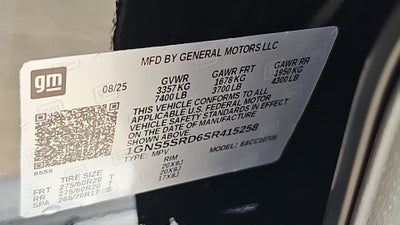 gm
MFD BY GENERAL MOTORS LLC
08/25
GVWR GAWR FRT GAWR RR
3357 KG 1678 KG 1950 KG
7400 LB 3700 LB 4300 LB
THIS VEHICLE CONFORMS TO ALL
APPLICABLE U.S. FEDERAL MOTOR
VEHICLE SAFETY STANDARDS IN EFFECT
ON THE DATE OF MANUFACTURE
SHOWN ABOVE.
1GNS5SRD6SR415258
TYPE: MPV MODEL:
8555
TIRE SIZE RIM
FRT 275/60R20 T 20X9J
RR 275/60R20 T 20X9J
SPA 265/70R17 S 17X8J